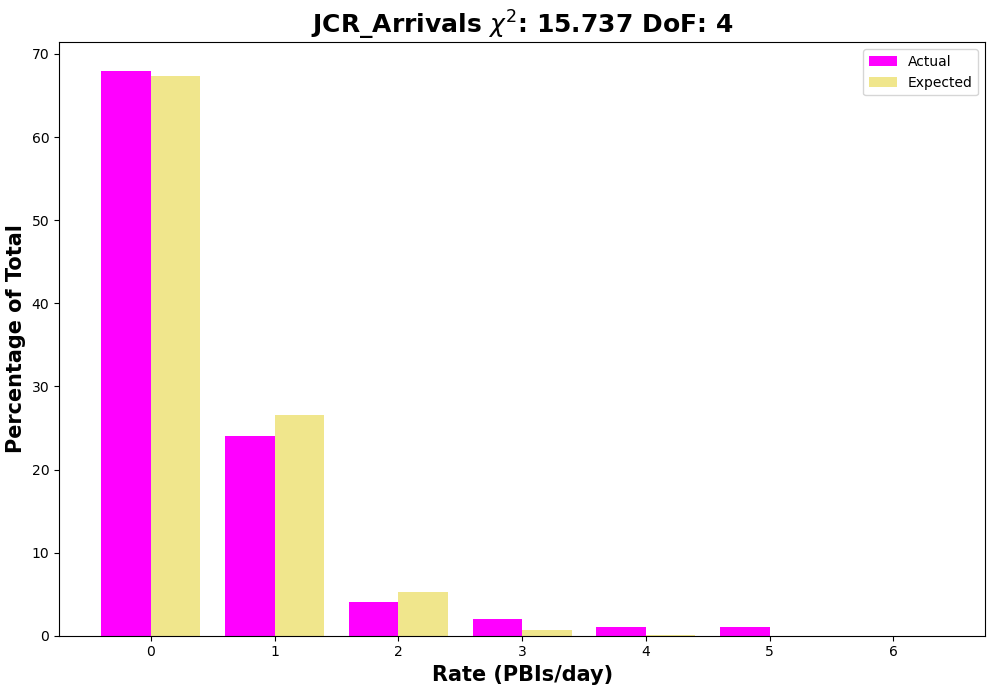 JCR_Arrivals χ²: 15.737 DoF: 4
Actual
Expected
Percentage of Total
70
60
50
40
30
20
10
0
0 1 2 3 4 5 6
Rate (PBIs/day)